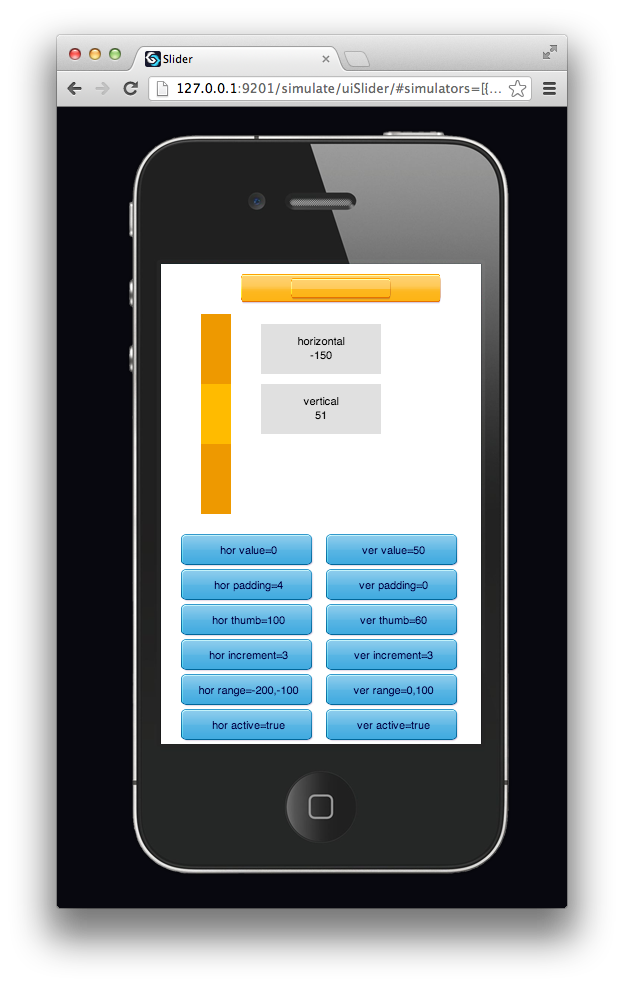 Slider
127.0.0.1:9201/simulate/uiSlider/#simulators=[{...
horizontal
-150
vertical
51
hor value=0
ver value=50
hor padding=4
ver padding=0
hor thumb=100
ver thumb=60
hor increment=3
ver increment=3
hor range=-200,-100
ver range=0,100
hor active=true
ver active=true